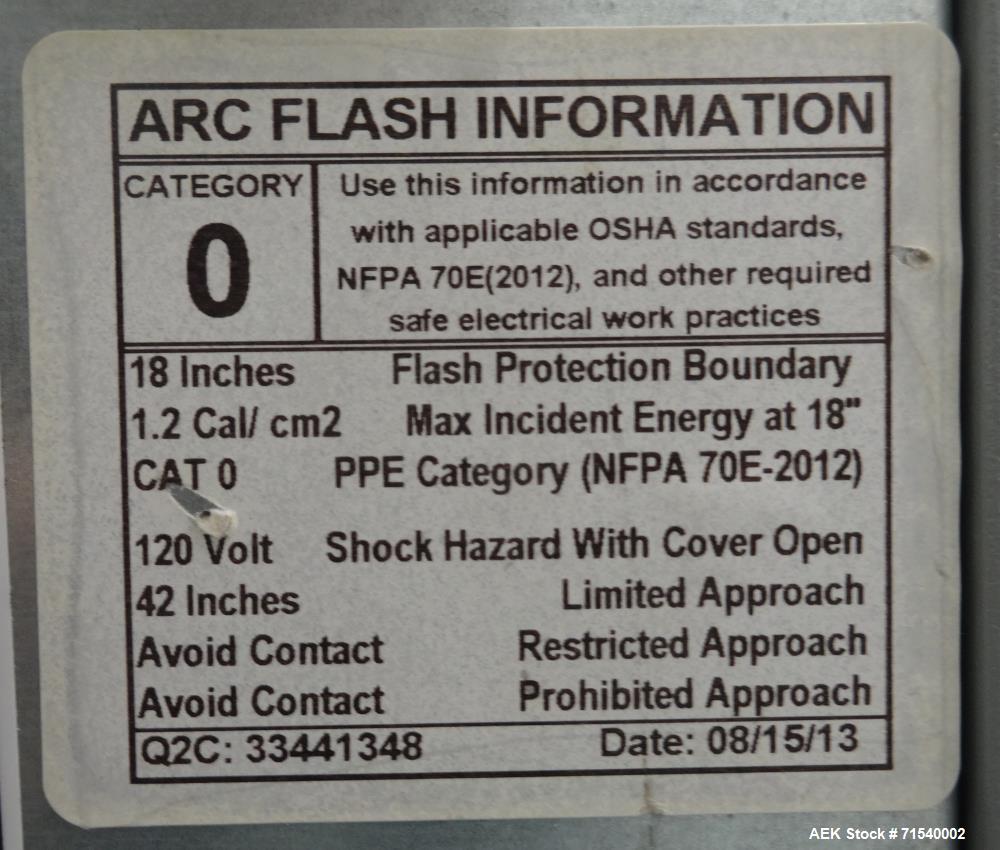 ARC FLASH INFORMATION
CATEGORY
0
Use this information in accordance
with applicable OSHA standards,
NFPA 70E(2012), and other required
safe electrical work practices
18 Inches Flash Protection Boundary
1.2 Cal/ cm2 Max Incident Energy at 18"
CAT 0 PPE Category (NFPA 70E-2012)
120 Volt Shock Hazard With Cover Open
42 Inches Limited Approach
Avoid Contact Restricted Approach
Avoid Contact Prohibited Approach
Q2C: 33441348 Date: 08/15/13
AEK Stock # 71540002